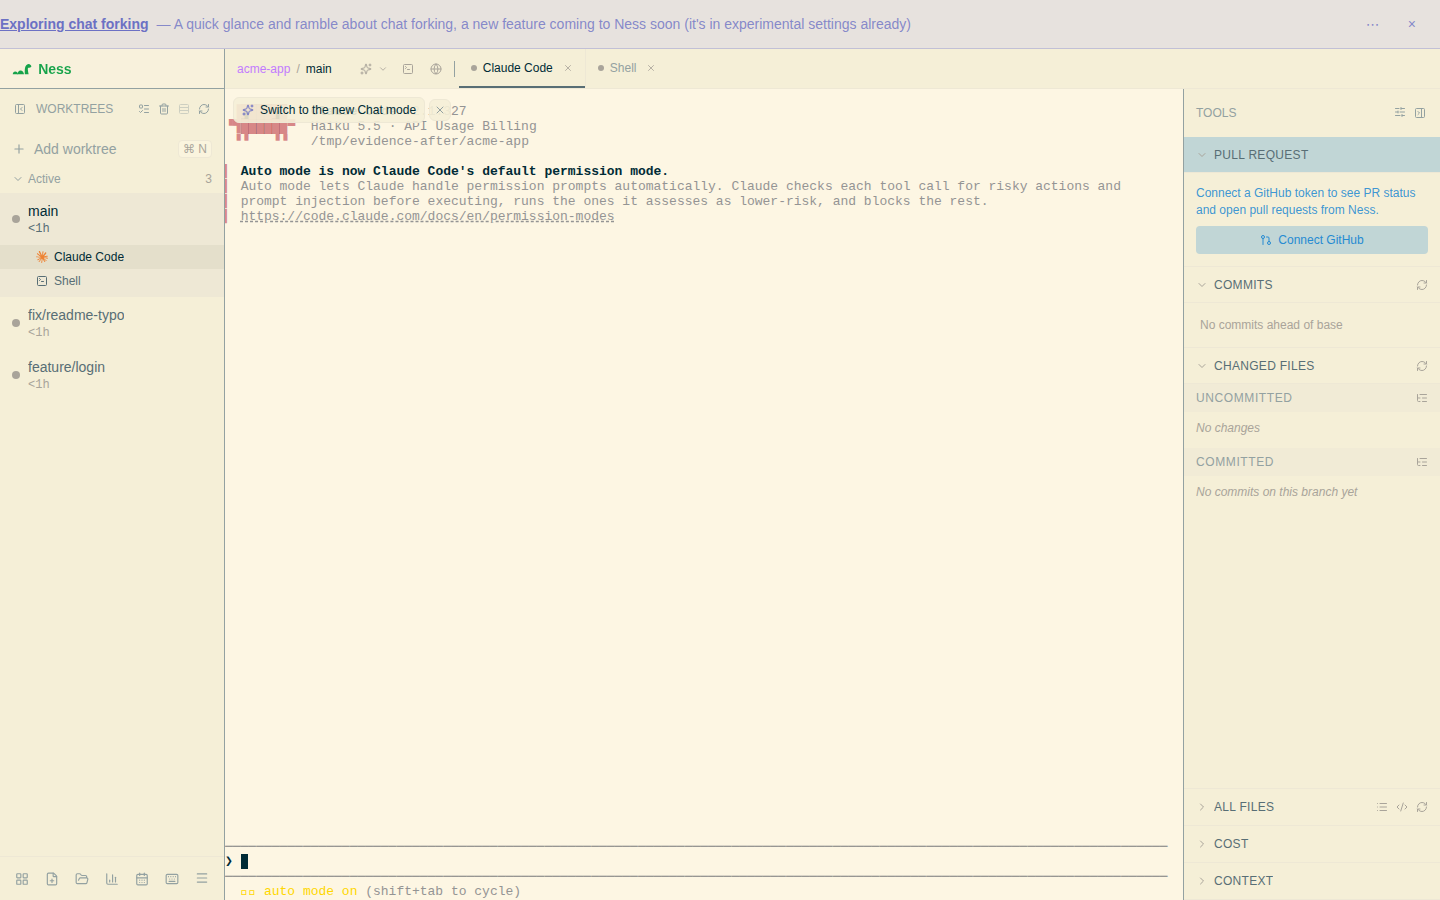 Exploring chat forking — A quick glance and ramble about chat forking, a new feature coming to Ness soon (it's in experimental settings already)
Ness
acme-app / main
Claude Code
Shell
WORKTREES
Add worktree ⌘ N
Active 3
main
<1h
Claude Code
Shell
fix/readme-typo
<1h
feature/login
<1h
Switch to the new Chat mode
27
Haiku 5.5 · API Usage Billing
/tmp/evidence-after/acme-app
Auto mode is now Claude Code's default permission mode.
Auto mode lets Claude handle permission prompts automatically. Claude checks each tool call for risky actions and
prompt injection before executing, runs the ones it assesses as lower-risk, and blocks the rest.
https://code.claude.com/docs/en/permission-modes
❯
auto mode on (shift+tab to cycle)
TOOLS
PULL REQUEST
Connect a GitHub token to see PR status
and open pull requests from Ness.
Connect GitHub
COMMITS
No commits ahead of base
CHANGED FILES
UNCOMMITTED
No changes
COMMITTED
No commits on this branch yet
ALL FILES
COST
CONTEXT